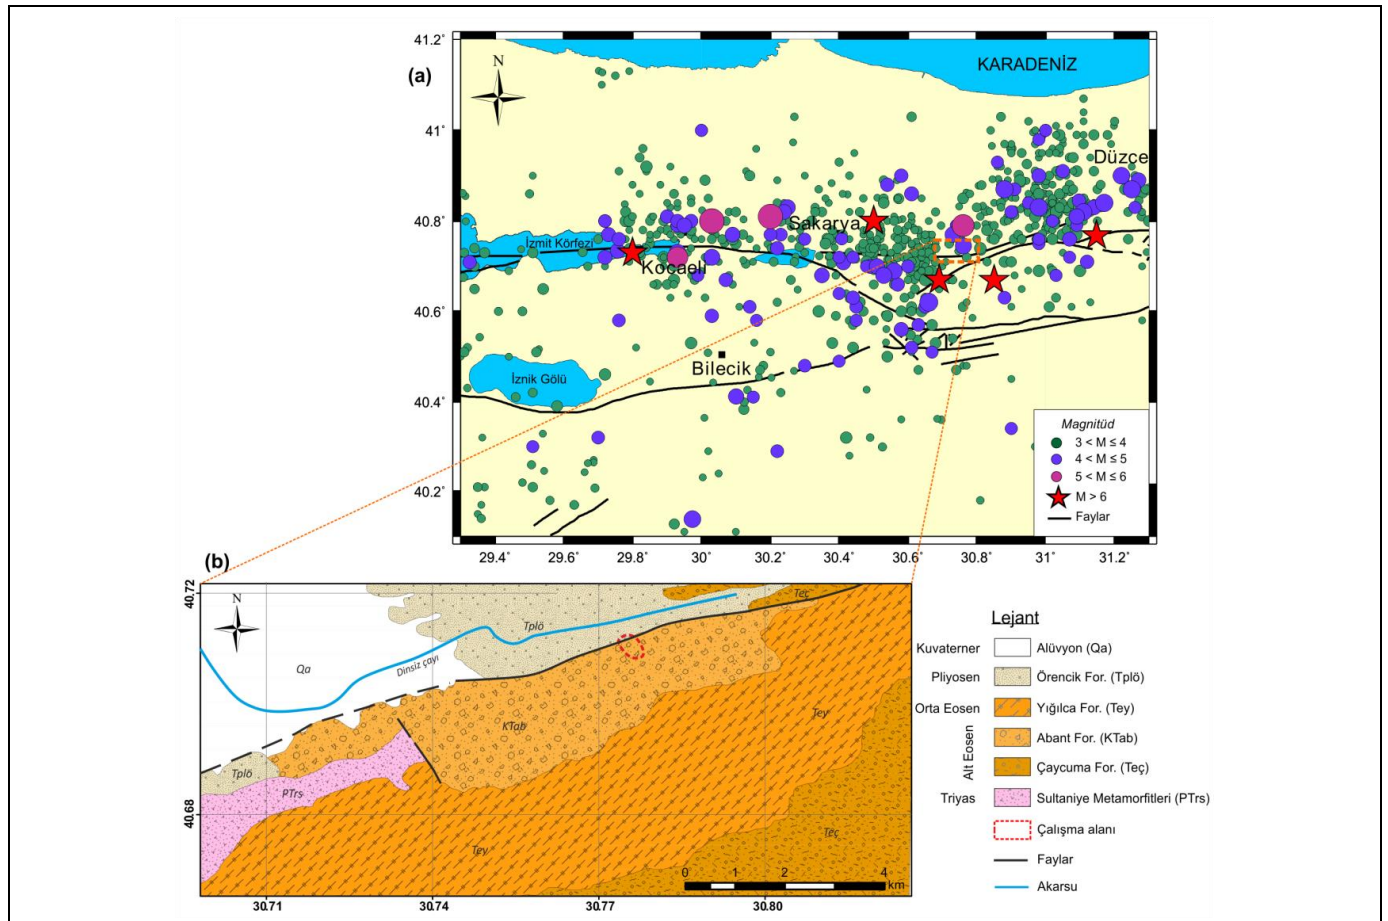 (a)
41.2°
41°
40.8°
40.6°
40.4°
40.2°
N
KARADENİZ
Düzçe
Sakarya
İzmit Körfezi
Kocaeli
Bilecik
İznik Gölü
Magnitüd
3 < M ≤ 4
4 < M ≤ 5
5 < M ≤ 6
M > 6
Faylar
29.4° 29.6° 29.8° 30° 30.2° 30.4° 30.6° 30.8° 31° 31.2°
(b)
40.72
40.68
N
Qa
Dinsiz çayı
Tplö
Teç
KTab
Tey
Tplö
PTrs
Tey
Teç
0 1 2 4
km
30.71 30.74 30.77 30.80
Lejant
Kuvaterner Alüvyon (Qa)
Pliyosen Örencik For. (Tplö)
Orta Eosen Yığılca For. (Tey)
Alt Eosen
Abant For. (KTab)
Çaycuma For. (Teç)
Triyas Sultaniye Metamorfitleri (PTrs)
Çalışma alanı
Faylar
Akarsu